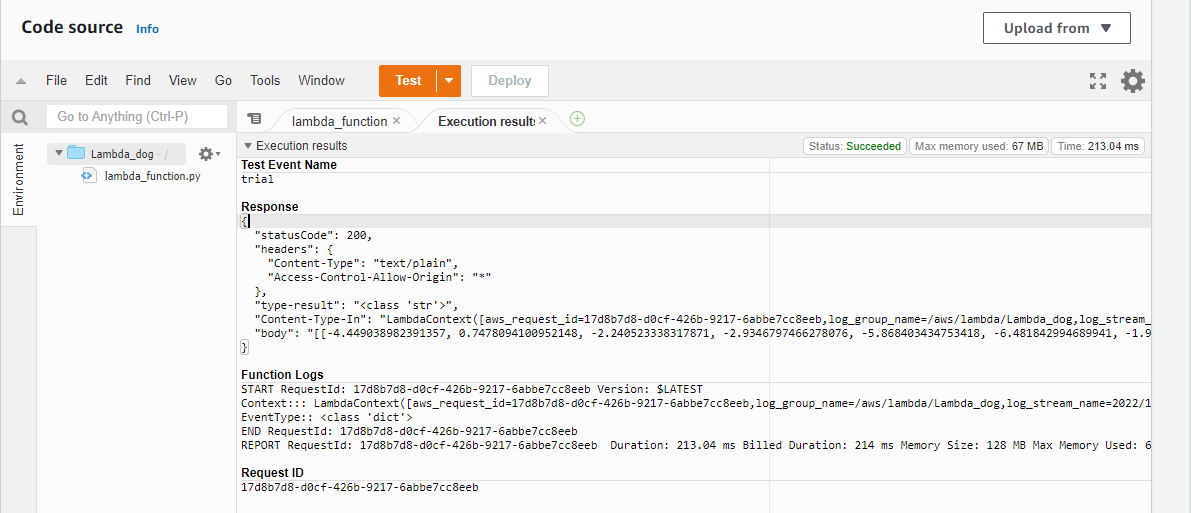 Code source Info
Upload from
File Edit Find View Go Tools Window Test Deploy
Go to Anything (Ctrl-P)
lambda_function
Execution results
Environment
Lambda_dog - /
lambda_function.py
Execution results
Status: Succeeded Max memory used: 67 MB Time: 213.04 ms
Test Event Name
trial
Response
{
"statusCode": 200,
"headers": {
"Content-Type": "text/plain",
"Access-Control-Allow-Origin": "*"
},
"type-result": "<class 'str'>",
"Content-Type-In": "LambdaContext([aws_request_id=17d8b7d8-d0cf-426b-9217-6abbe7cc8eeb,log_group_name=/aws/lambda/Lambda_dog,log_stream_
"body": "[[-4.449038982391357, 0.7478094100952148, -2.240523338317871, -2.9346797466278076, -5.868403434753418, -6.481842994689941, -1.9
}
Function Logs
START RequestId: 17d8b7d8-d0cf-426b-9217-6abbe7cc8eeb Version: $LATEST
Context::: LambdaContext([aws_request_id=17d8b7d8-d0cf-426b-9217-6abbe7cc8eeb,log_group_name=/aws/lambda/Lambda_dog,log_stream_name=2022/1
EventType:: <class 'dict'>
END RequestId: 17d8b7d8-d0cf-426b-9217-6abbe7cc8eeb
REPORT RequestId: 17d8b7d8-d0cf-426b-9217-6abbe7cc8eeb Duration: 213.04 ms Billed Duration: 214 ms Memory Size: 128 MB Max Memory Used: 6
Request ID
17d8b7d8-d0cf-426b-9217-6abbe7cc8eeb